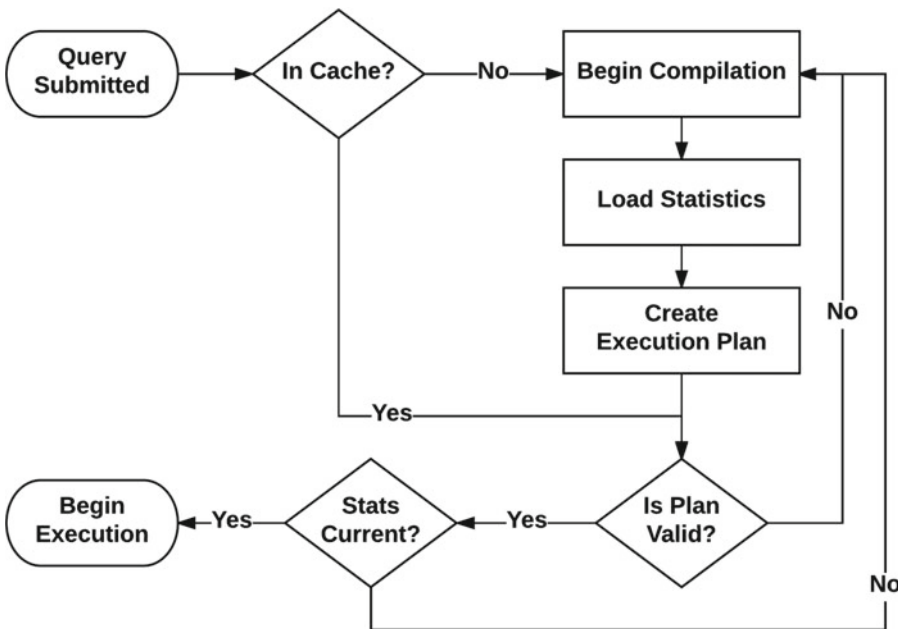 Query
Submitted
In Cache?
No
Begin Compilation
Load Statistics
Create
Execution Plan
No
Yes
Begin
Execution
Yes
Stats
Current?
Yes
Is Plan
Valid?
No